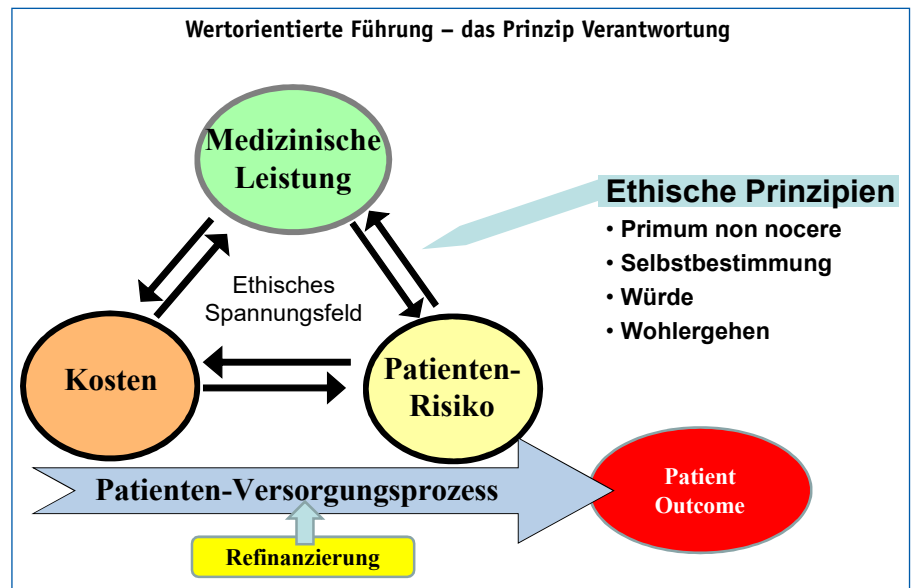 Wertorientierte Führung – das Prinzip Verantwortung
Medizinische
Leistung
Ethische Prinzipien
• Primum non nocere
• Selbstbestimmung
• Würde
• Wohlergehen
Ethisches
Spannungsfeld
Kosten
Patienten-
Risiko
Patienten-Versorgungsprozess
Patient
Outcome
Refinanzierung